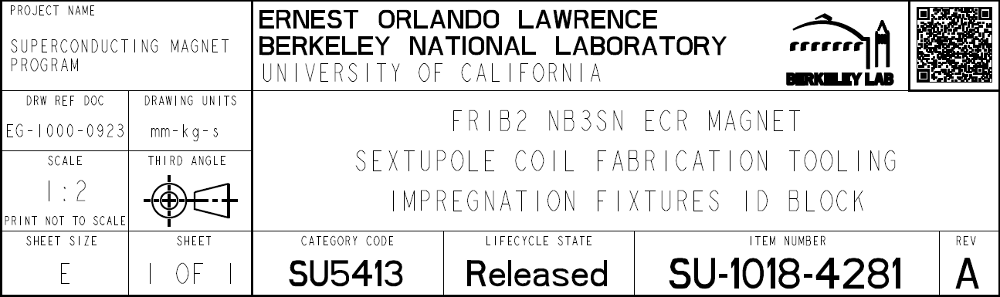 PROJECT NAME
SUPERCONDUCTING MAGNET
PROGRAM
ERNEST ORLANDO LAWRENCE
BERKELEY NATIONAL LABORATORY
UNIVERSITY OF CALIFORNIA
BERKELEY LAB
DRW REF DOC
EG-1000-0923
DRAWING UNITS
mm-kg-s
SCALE
1:2
PRINT NOT TO SCALE
THIRD ANGLE
FRIB2 NB3SN ECR MAGNET
SEXTUPOLE COIL FABRICATION TOOLING
IMPREGNATION FIXTURES ID BLOCK
SHEET SIZE
E
SHEET
1 OF 1
CATEGORY CODE
SU5413
LIFECYCLE STATE
Released
ITEM NUMBER
SU-1018-4281
REV
A